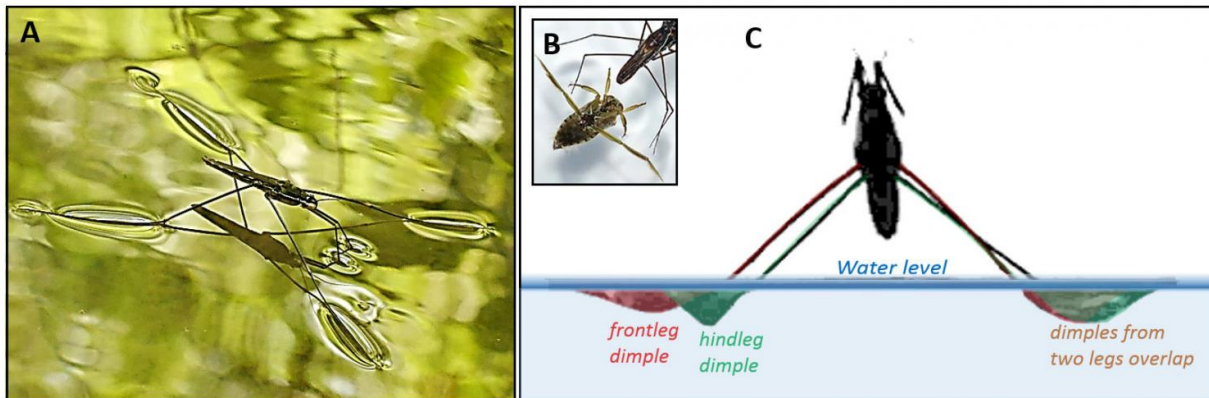 A
B
C
Water level
frontleg
dimple
hindleg
dimple
dimples from
two legs overlap